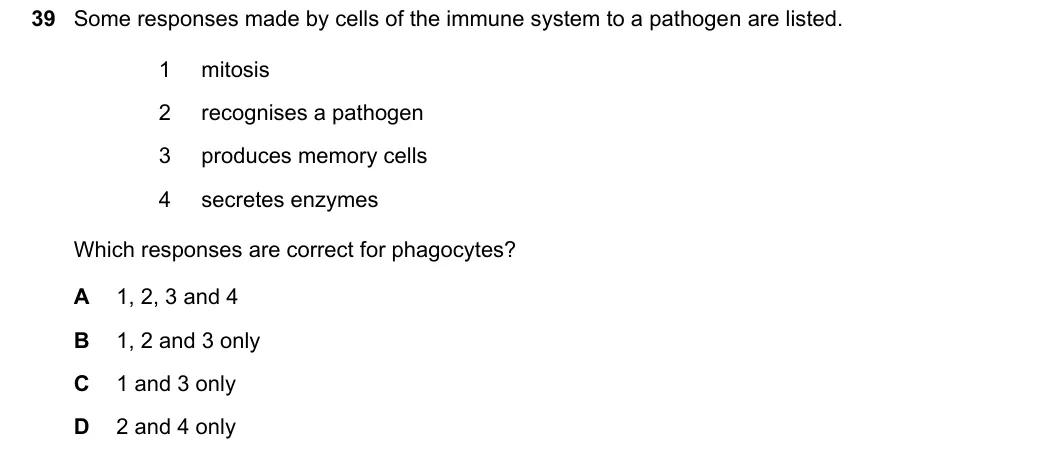 39 Some responses made by cells of the immune system to a pathogen are listed.
1 mitosis
2 recognises a pathogen
3 produces memory cells
4 secretes enzymes
Which responses are correct for phagocytes?
A 1, 2, 3 and 4
B 1, 2 and 3 only
C 1 and 3 only
D 2 and 4 only